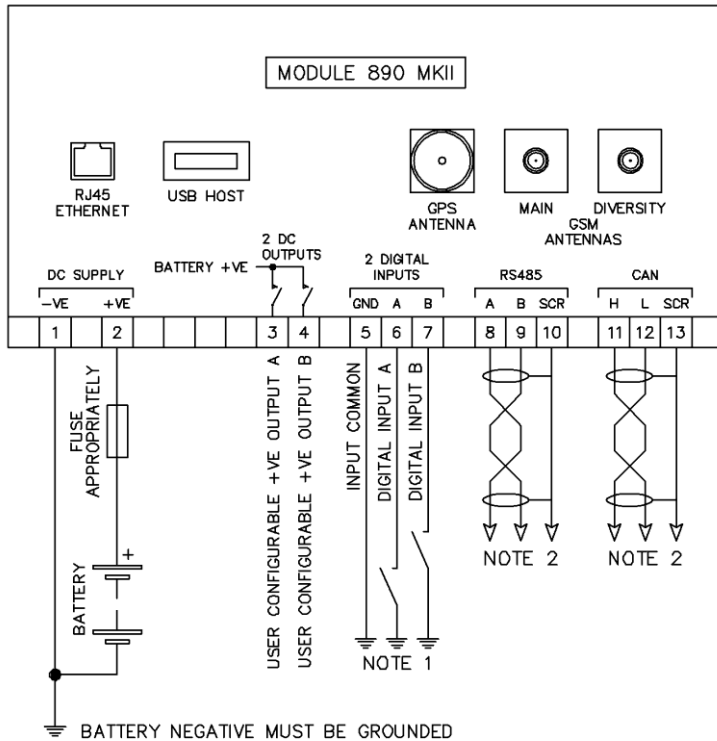 MODULE 890 MKII
RJ45
ETHERNET
USB HOST
GPS
ANTENNA
MAIN
DIVERSITY
GSM
ANTENNAS
BATTERY +VE
2 DC
OUTPUTS
DC SUPPLY
-VE +VE
2 DIGITAL
INPUTS
GND A B
RS485
A B SCR
CAN
H L SCR
1 2 3 4 5 6 7 8 9 10 11 12 13
FUSE
APPROPRIATELY
BATTERY
+
USER CONFIGURABLE +VE OUTPUT A
USER CONFIGURABLE +VE OUTPUT B
INPUT COMMON
DIGITAL INPUT A
DIGITAL INPUT B
NOTE 1
NOTE 2
NOTE 2
BATTERY NEGATIVE MUST BE GROUNDED